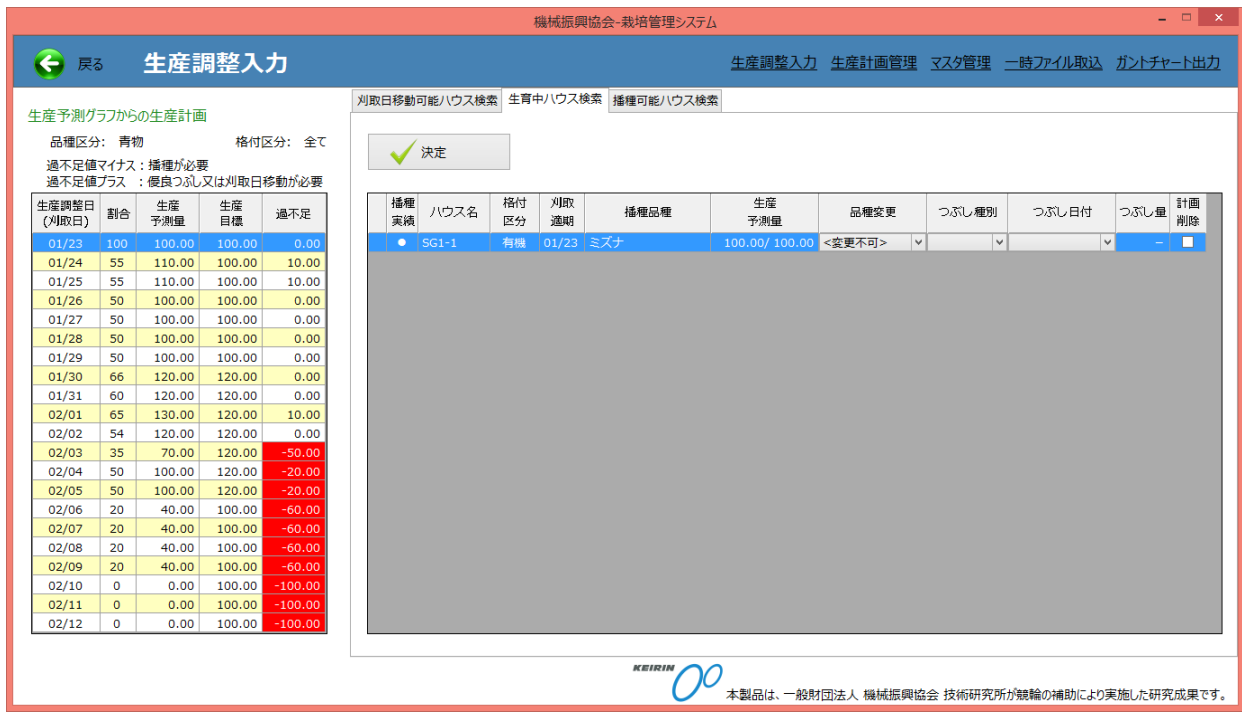 機械振興協会-栽培管理システム
戻る 生産調整入力 生産調整入力 生産計画管理 マスタ管理 一時ファイル取込 ガントチャート出力
生産予測グラフからの生産計画
品種区分: 青物 格付区分: 全て
過不足値マイナス:播種が必要
過不足値プラス :優良つぶし又は刈取日移動が必要
生産調整日(刈取日) 割合 生産予測量 生産目標 過不足
01/23 100 100.00 100.00 0.00
01/24 55 110.00 100.00 10.00
01/25 55 110.00 100.00 10.00
01/26 50 100.00 100.00 0.00
01/27 50 100.00 100.00 0.00
01/28 50 100.00 100.00 0.00
01/29 50 100.00 100.00 0.00
01/30 66 120.00 120.00 0.00
01/31 60 120.00 120.00 0.00
02/01 65 130.00 120.00 10.00
02/02 54 120.00 120.00 0.00
02/03 35 70.00 120.00 -50.00
02/04 50 100.00 120.00 -20.00
02/05 50 100.00 120.00 -20.00
02/06 20 40.00 100.00 -60.00
02/07 20 40.00 100.00 -60.00
02/08 20 40.00 100.00 -60.00
02/09 20 40.00 100.00 -60.00
02/10 0 0.00 100.00 -100.00
02/11 0 0.00 100.00 -100.00
02/12 0 0.00 100.00 -100.00
刈取日移動可能ハウス検索 生育中ハウス検索 播種可能ハウス検索
決定
播種実績 ハウス名 格付区分 刈取適期 播種品種 生産予測量 品種変更 つぶし種別 つぶし日付 つぶし量 計画削除
● SG1-1 有機 01/23 ミズナ 100.00/ 100.00 <変更不可> –
KEIRIN
本製品は、一般財団法人 機械振興協会 技術研究所が競輪の補助により実施した研究成果です。